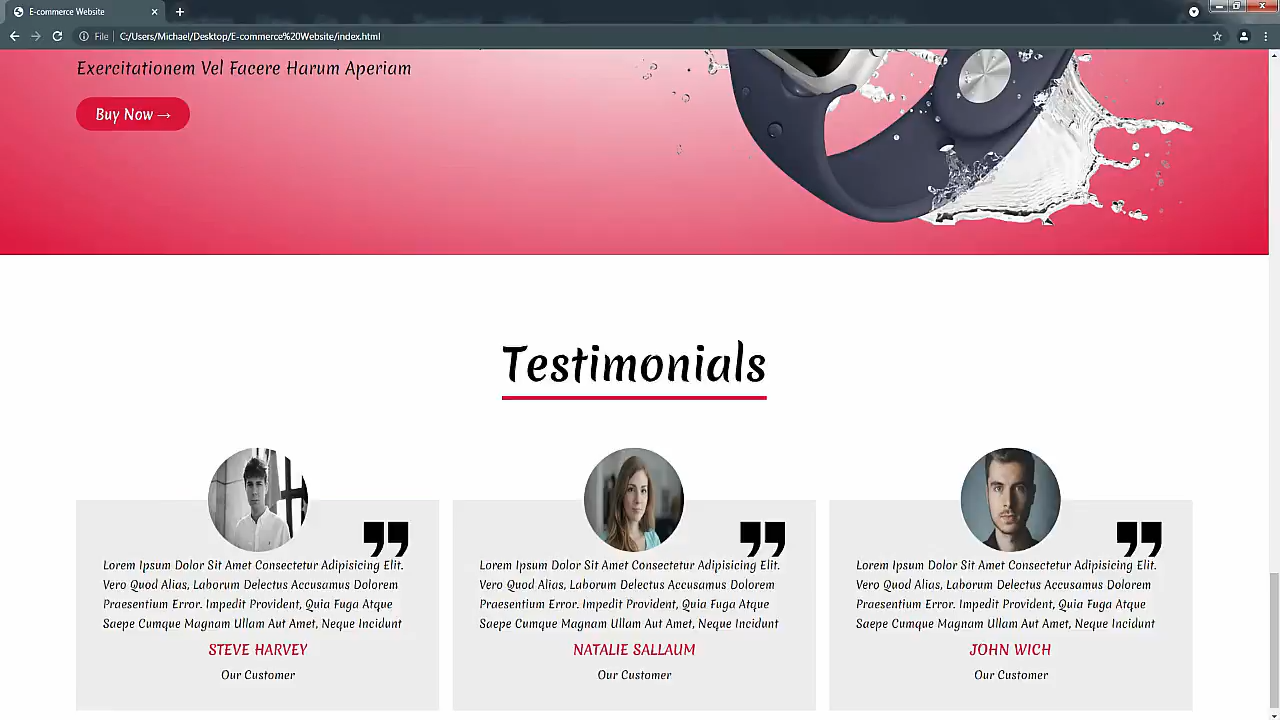 E-commerce Website
File
C:/Users/Michael/Desktop/E-commerce%20Website/index.html
Exercitationem Vel Facere Harum Aperiam
Buy Now →
Testimonials
Lorem Ipsum Dolor Sit Amet Consectetur Adipisicing Elit.
Vero Quod Alias, Laborum Delectus Accusamus Dolorem
Praesentium Error. Impedit Provident, Quia Fuga Atque
Saepe Cumque Magnam Ullam Aut Amet, Neque Incidunt
STEVE HARVEY
Our Customer
Lorem Ipsum Dolor Sit Amet Consectetur Adipisicing Elit.
Vero Quod Alias, Laborum Delectus Accusamus Dolorem
Praesentium Error. Impedit Provident, Quia Fuga Atque
Saepe Cumque Magnam Ullam Aut Amet, Neque Incidunt
NATALIE SALLAUM
Our Customer
Lorem Ipsum Dolor Sit Amet Consectetur Adipisicing Elit.
Vero Quod Alias, Laborum Delectus Accusamus Dolorem
Praesentium Error. Impedit Provident, Quia Fuga Atque
Saepe Cumque Magnam Ullam Aut Amet, Neque Incidunt
JOHN WICH
Our Customer